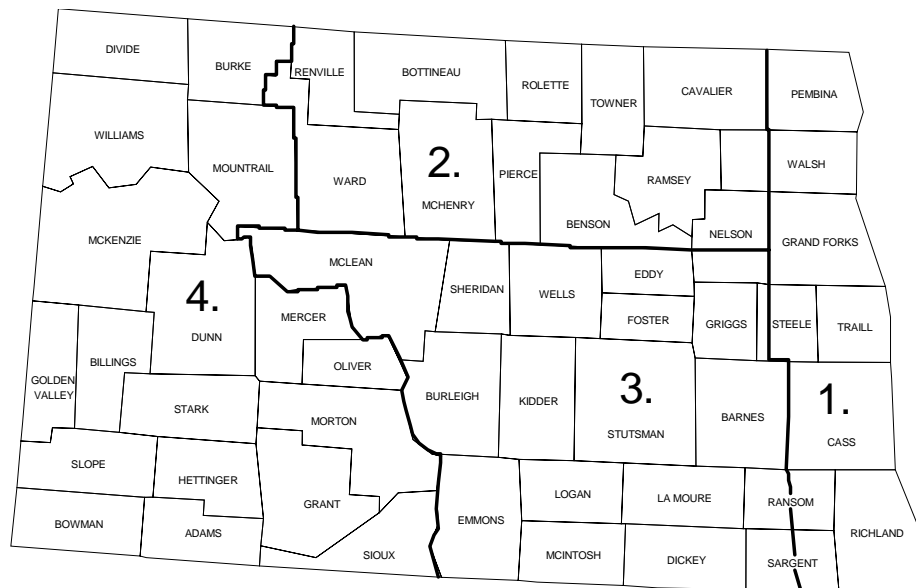 DIVIDE
BURKE
RENVILLE
BOTTINEAU
ROLETTE
TOWNER
CAVALIER
PEMBINA
WILLIAMS
MOUNTRAIL
WARD
2.
MCHENRY
PIERCE
BENSON
RAMSEY
NELSON
WALSH
GRAND FORKS
MCKENZIE
4.
DUNN
MCLEAN
MERCER
OLIVER
SHERIDAN
WELLS
EDDY
FOSTER
GRIGGS
STEELE
TRAILL
GOLDEN
VALLEY
BILLINGS
STARK
MORTON
BURLEIGH
KIDDER
3.
STUTSMAN
BARNES
1.
CASS
SLOPE
HETTINGER
GRANT
BOWMAN
ADAMS
SIOUX
EMMONS
LOGAN
LA MOURE
RANSOM
RICHLAND
MCINTOSH
DICKEY
SARGENT